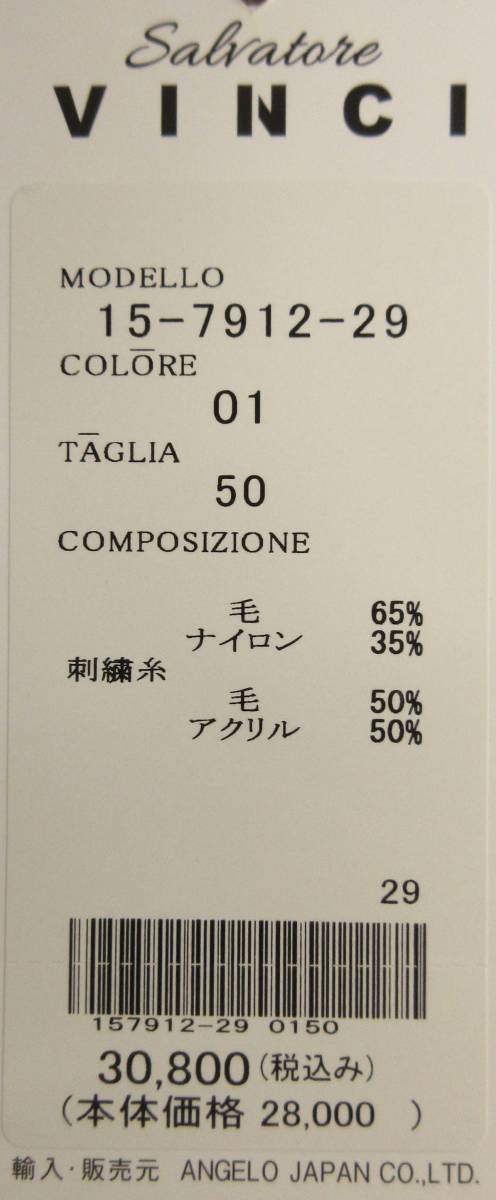 Salvatore
VINCI
MODELLO
15-7912-29
COLŌRE
01
TĀGLIA
50
COMPOSIZIONE
毛 65%
ナイロン 35%
刺繍糸
毛 50%
アクリル 50%
29
157912-29 0150
30,800(税込み)
(本体価格 28,000 )
輸入・販売元 ANGELO JAPAN CO.,LTD.